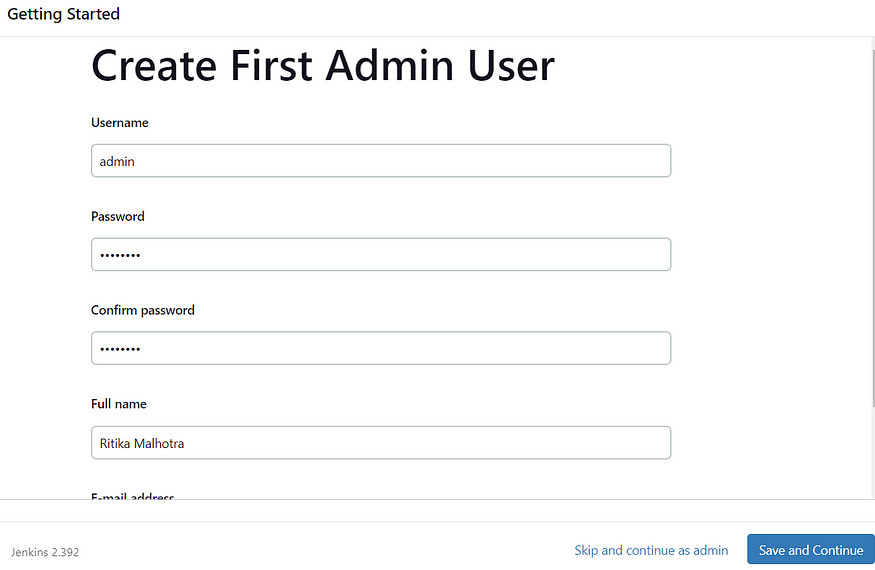 Getting Started
Create First Admin User
Username
admin
Password
••••••••
Confirm password
••••••••
Full name
Ritika Malhotra
E-mail address
Jenkins 2.392
Skip and continue as admin
Save and Continue